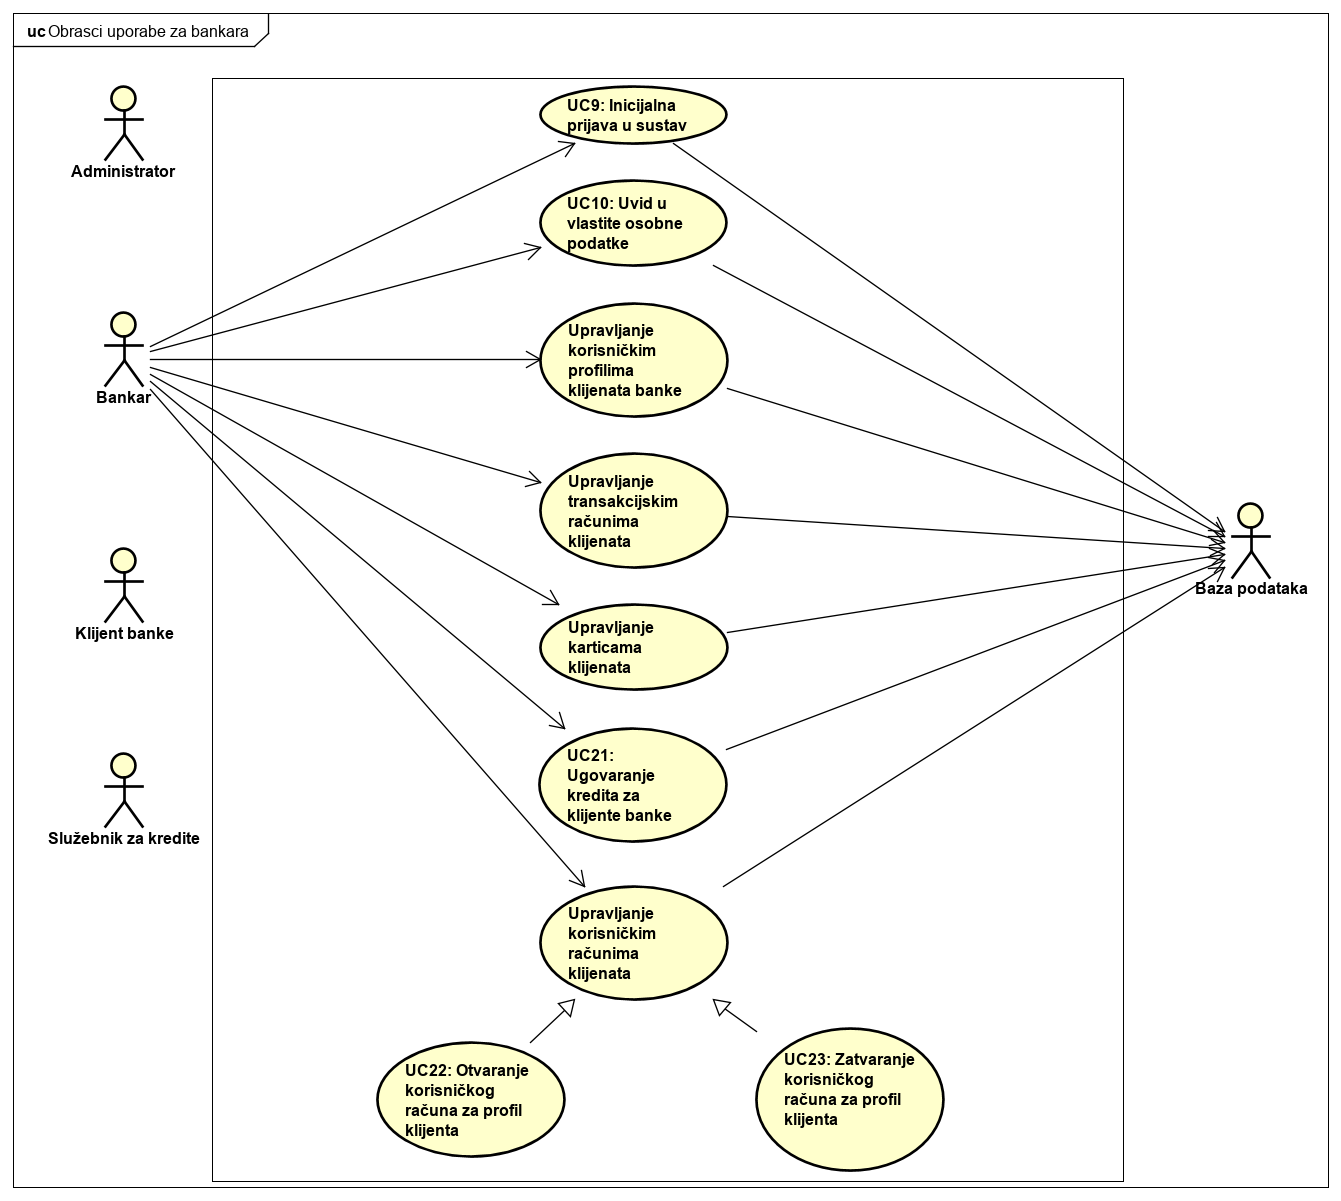 uc Obrasci uporabe za bankara
Administrator
UC9: Inicijalna
prijava u sustav
UC10: Uvid u
vlastite osobne
podatke
Bankar
Upravljanje
korisničkim
profilima
klijenata banke
Upravljanje
transakcijskim
računima
klijenata
Baza podataka
Klijent banke
Upravljanje
karticama
klijenata
Službenik za kredite
UC21:
Ugovaranje
kredita za
klijente banke
Upravljanje
korisničkim
računima
klijenata
UC22: Otvaranje
korisničkog
računa za profil
klijenta
UC23: Zatvaranje
korisničkog
računa za profil
klijenta